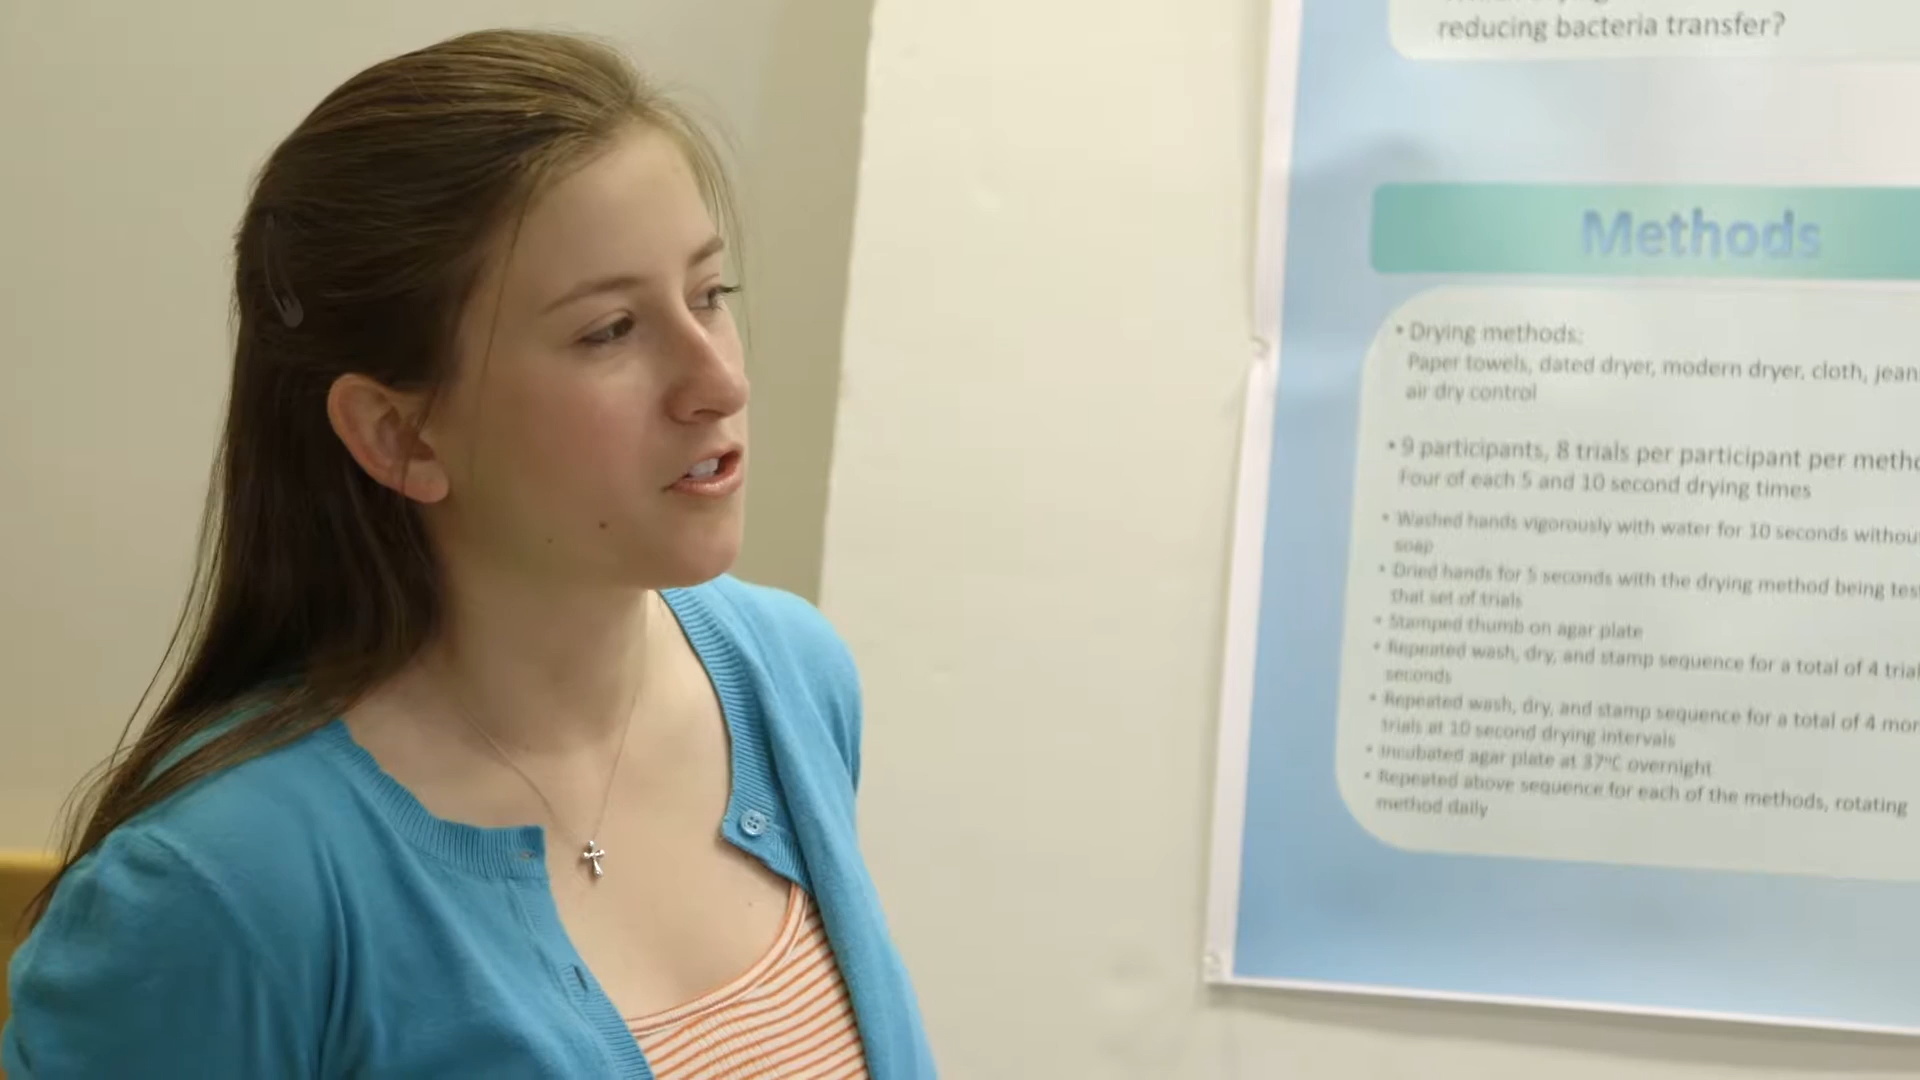 reducing bacteria transfer?
Methods
• Drying methods:
Paper towels, dated dryer, modern dryer, cloth, jean
air dry control
• 9 participants, 8 trials per participant per metho
Four of each 5 and 10 second drying times
• Washed hands vigorously with water for 10 seconds withou
soap
• Dried hands for 5 seconds with the drying method being tes
that set of trials
• Stamped thumb on agar plate
• Repeated wash, dry, and stamp sequence for a total of 4 trial
seconds
• Repeated wash, dry, and stamp sequence for a total of 4 mor
trials at 10 second drying intervals
• Incubated agar plate at 37°C overnight
• Repeated above sequence for each of the methods, rotating
method daily